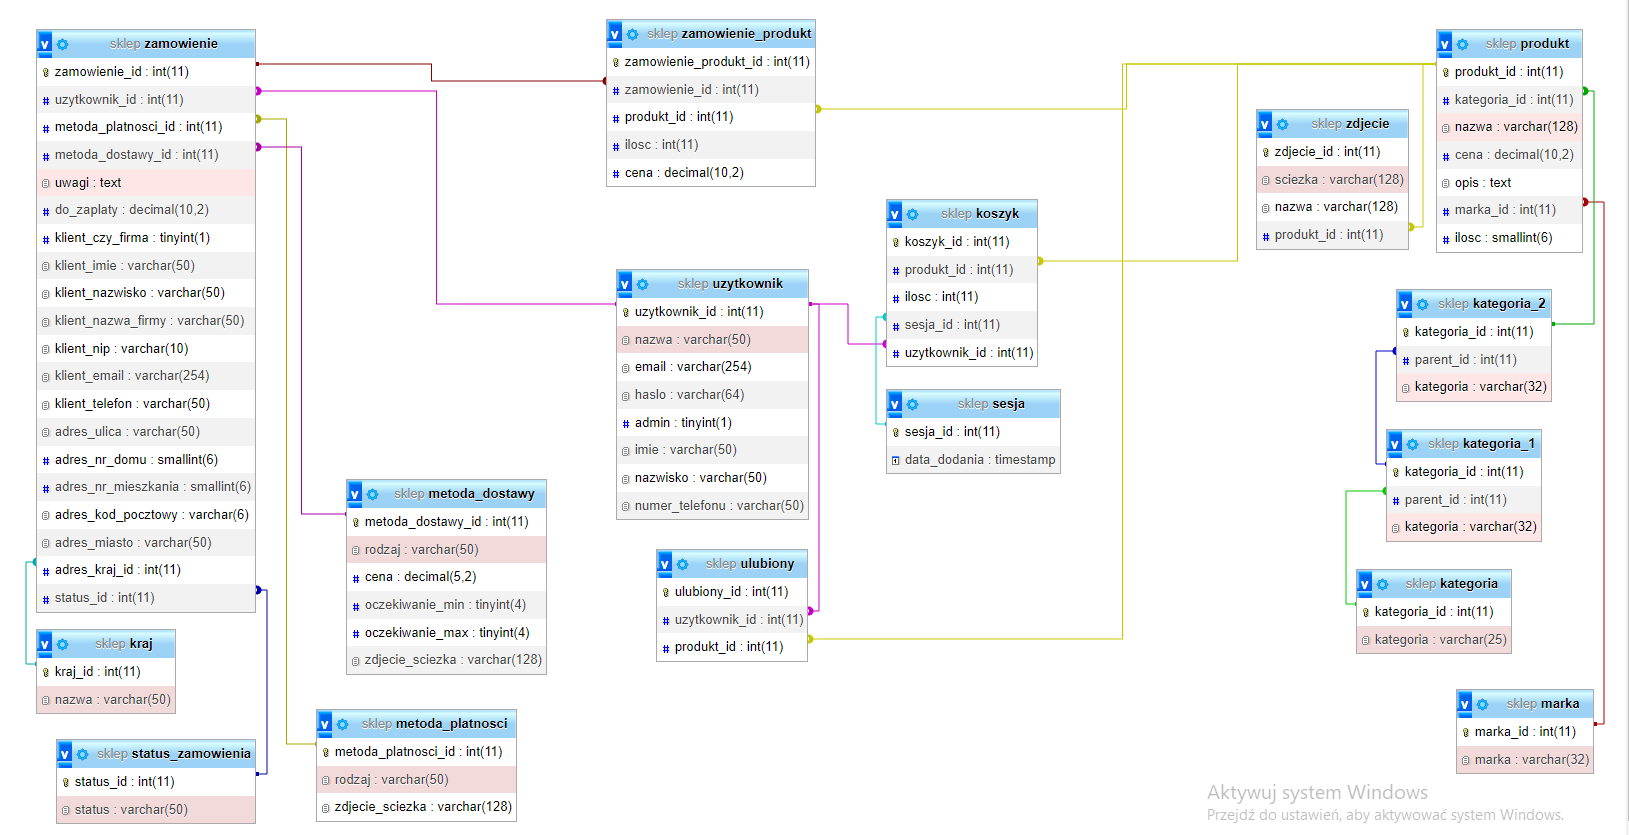 sklep zamowienie
zamowienie_id : int(11)
uzytkownik_id : int(11)
metoda_platnosci_id : int(11)
metoda_dostawy_id : int(11)
uwagi : text
do_zaplaty : decimal(10,2)
klient_czy_firma : tinyint(1)
klient_imie : varchar(50)
klient_nazwisko : varchar(50)
klient_nazwa_firmy : varchar(50)
klient_nip : varchar(10)
klient_email : varchar(254)
klient_telefon : varchar(50)
adres_ulica : varchar(50)
adres_nr_domu : smallint(6)
adres_nr_mieszkania : smallint(6)
adres_kod_pocztowy : varchar(6)
adres_miasto : varchar(50)
adres_kraj_id : int(11)
status_id : int(11)
sklep kraj
kraj_id : int(11)
nazwa : varchar(50)
sklep status_zamowienia
status_id : int(11)
status : varchar(50)
sklep metoda_dostawy
metoda_dostawy_id : int(11)
rodzaj : varchar(50)
cena : decimal(5,2)
oczekiwanie_min : tinyint(4)
oczekiwanie_max : tinyint(4)
zdjecie_sciezka : varchar(128)
sklep metoda_platnosci
metoda_platnosci_id : int(11)
rodzaj : varchar(50)
zdjecie_sciezka : varchar(128)
sklep zamowienie_produkt
zamowienie_produkt_id : int(11)
zamowienie_id : int(11)
produkt_id : int(11)
ilosc : int(11)
cena : decimal(10,2)
sklep uzytkownik
uzytkownik_id : int(11)
nazwa : varchar(50)
email : varchar(254)
haslo : varchar(64)
admin : tinyint(1)
imie : varchar(50)
nazwisko : varchar(50)
numer_telefonu : varchar(50)
sklep ulubiony
ulubiony_id : int(11)
uzytkownik_id : int(11)
produkt_id : int(11)
sklep koszyk
koszyk_id : int(11)
produkt_id : int(11)
ilosc : int(11)
sesja_id : int(11)
uzytkownik_id : int(11)
sklep sesja
sesja_id : int(11)
data_dodania : timestamp
sklep zdjecie
zdjecie_id : int(11)
sciezka : varchar(128)
nazwa : varchar(128)
produkt_id : int(11)
sklep produkt
produkt_id : int(11)
kategoria_id : int(11)
nazwa : varchar(128)
cena : decimal(10,2)
opis : text
marka_id : int(11)
ilosc : smallint(6)
sklep kategoria_2
kategoria_id : int(11)
parent_id : int(11)
kategoria : varchar(32)
sklep kategoria_1
kategoria_id : int(11)
parent_id : int(11)
kategoria : varchar(32)
sklep kategoria
kategoria_id : int(11)
kategoria : varchar(25)
sklep marka
marka_id : int(11)
marka : varchar(32)
Aktywuj system Windows
Przejdź do ustawień, aby aktywować system Windows.